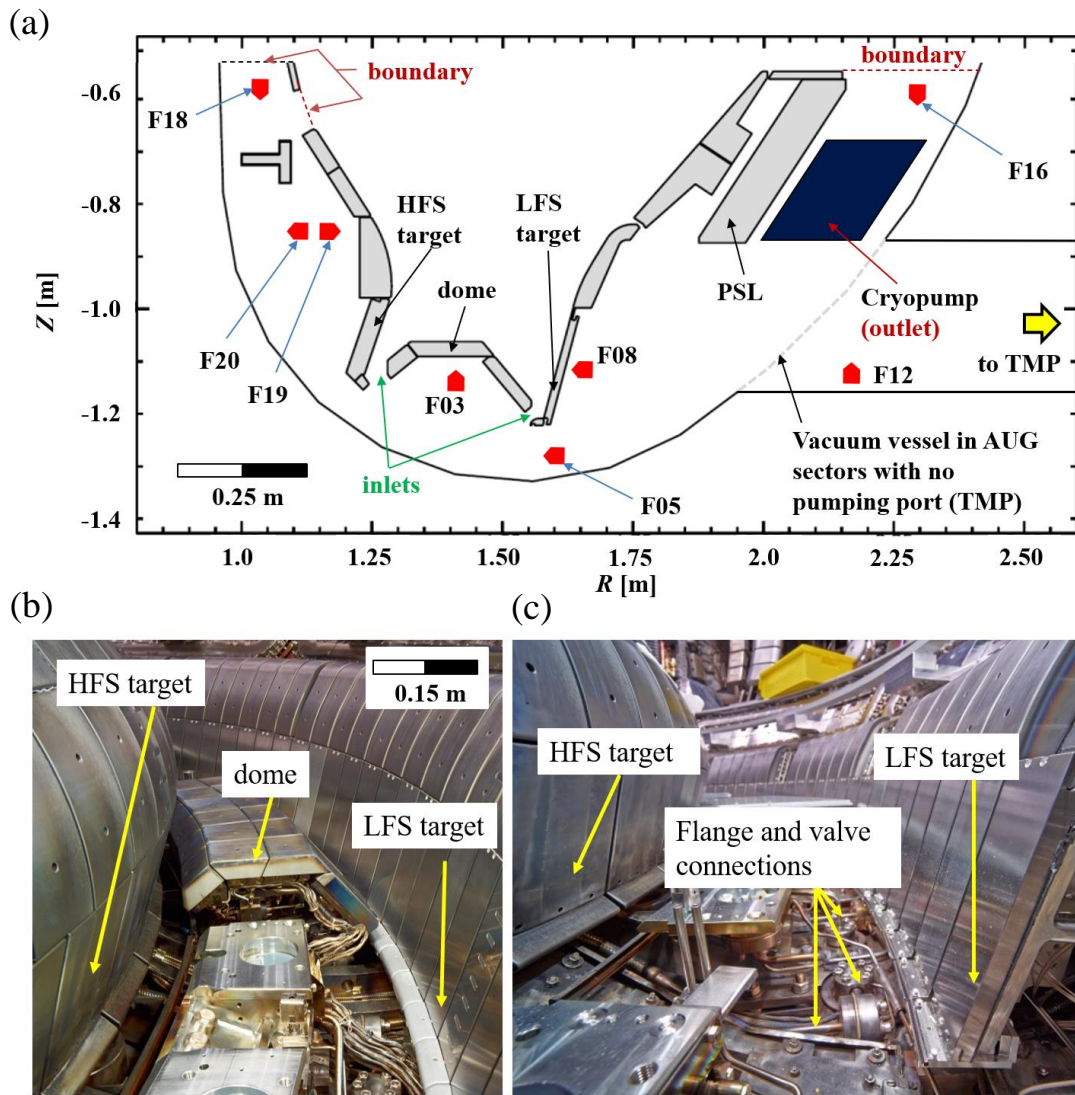 (a)
boundary
boundary
F18
F16
HFS
target
LFS
target
dome
PSL
Cryopump
(outlet)
F20
F19
F03
F08
F12
to TMP
inlets
F05
Vacuum vessel in AUG
sectors with no
pumping port (TMP)
0.25 m
Z [m]
-0.6
-0.8
-1.0
-1.2
-1.4
1.0
1.25
1.50
1.75
2.0
2.25
2.50
R [m]
(b)
HFS target
0.15 m
dome
LFS target
(c)
HFS target
LFS target
Flange and valve
connections